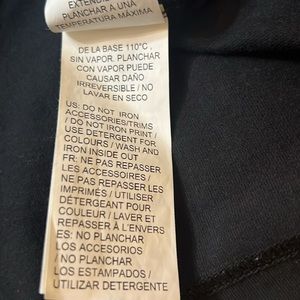 EXTENDIDO
PLANCHAR A UNA
TEMPERATURA MÁXIMA
DE LA BASE 110°C ,
SIN VAPOR. PLANCHAR
CON VAPOR PUEDE
CAUSAR DAÑO
IRREVERSIBLE / NO
LAVAR EN SECO
US: DO NOT IRON
ACCESSORIES/TRIMS
/ DO NOT IRON PRINT /
USE DETERGENT FOR
COLOURS / WASH AND
IRON INSIDE OUT
FR: NE PAS REPASSER
LES ACCESSOIRES /
NE PAS REPASSER LES
IMPRIMÉS / UTILISER
DÉTERGEANT POUR
COULEUR / LAVER ET
REPASSER À L'ENVERS
ES: NO PLANCHAR
LOS ACCESORIOS
/ NO PLANCHAR
LOS ESTAMPADOS /
UTILIZAR DETERGENTE